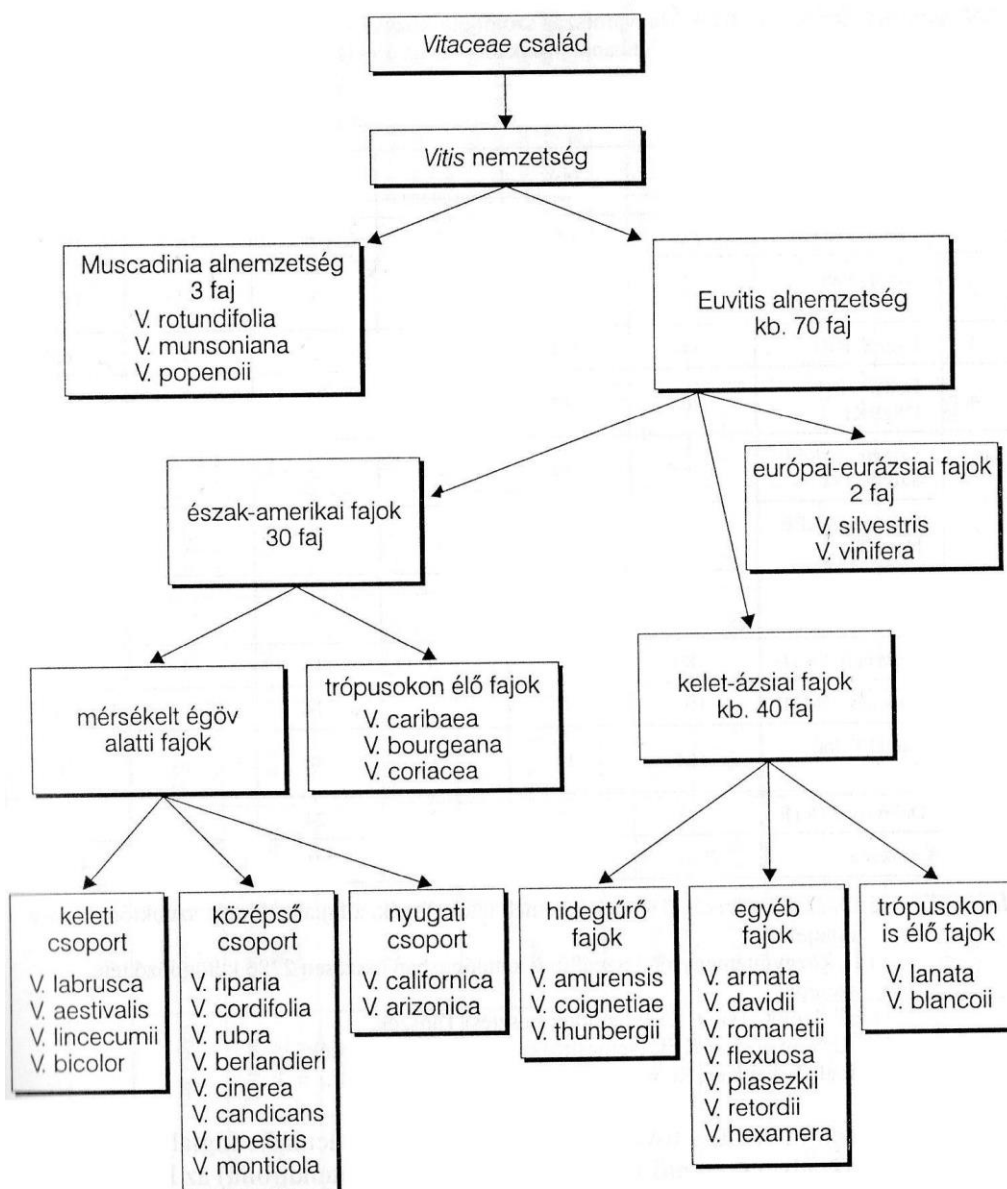 Vitaceae család
Vitis nemzetség
Muscadinia alnemzetség
3 faj
V. rotundifolia
V. munsoniana
V. popenoii
Euvitis alnemzetség
kb. 70 faj
európai-eurázsiai fajok
2 faj
V. silvestris
V. vinifera
észak-amerikai fajok
30 faj
mérsékelt égöv
alatti fajok
trópusokon élő fajok
V. caribaea
V. bourgeana
V. coriacea
kelet-ázsiai fajok
kb. 40 faj
keleti
csoport
V. labrusca
V. aestivalis
V. lincecumii
V. bicolor
középső
csoport
V. riparia
V. cordifolia
V. rubra
V. berlandieri
V. cinerea
V. candicans
V. rupestris
V. monticola
nyugati
csoport
V. californica
V. arizonica
hidegtűrő
fajok
V. amurensis
V. coignetiae
V. thunbergii
egyéb
fajok
V. armata
V. davidii
V. romanetii
V. flexuosa
V. piasezkii
V. retordii
V. hexamera
trópusokon
is élő fajok
V. lanata
V. blancoii